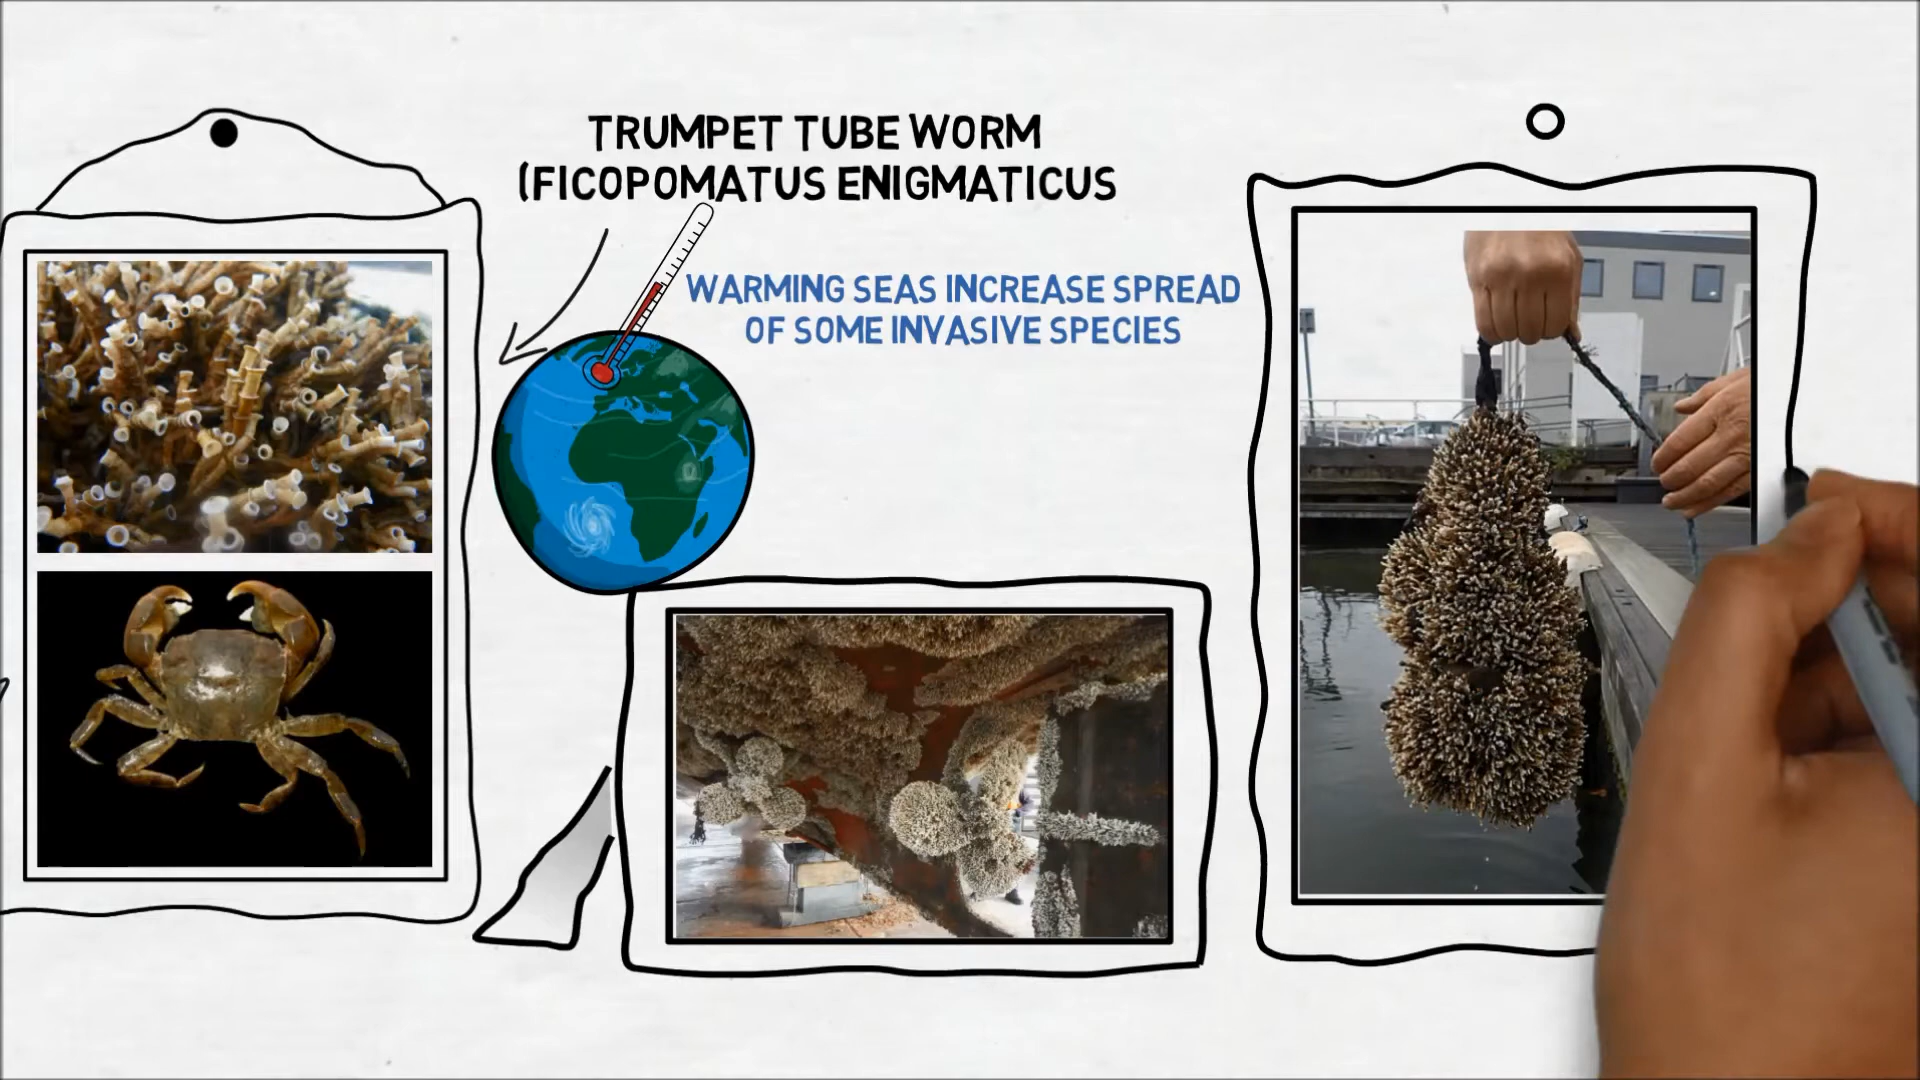 TRUMPET TUBE WORM
(FICOPOMATUS ENIGMATICUS
WARMING SEAS INCREASE SPREAD
OF SOME INVASIVE SPECIES